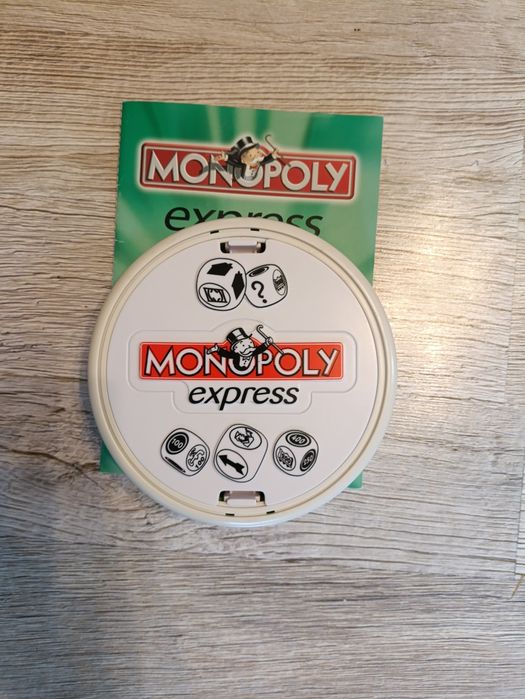 MONOPOLY
express
?
MONOPOLY
express
100
400